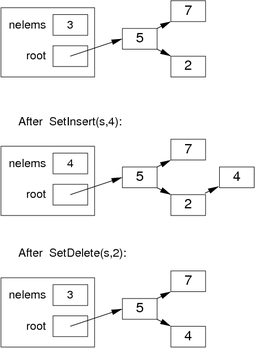 7
nelems 3
5
root
2
After SetInsert(s,4):
7
nelems 4
4
5
root
2
After SetDelete(s,2):
7
nelems 3
5
root
4